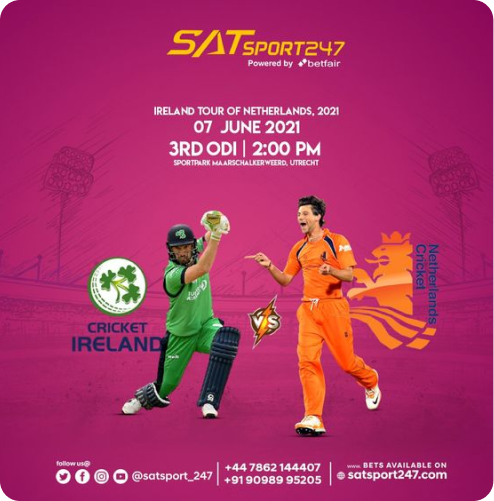 SATSPORT247
Powered by betfair
IRELAND TOUR OF NETHERLANDS, 2021
07 JUNE 2021
3RD ODI | 2:00 PM
SPORTPARK MAARSCHALKERWEERD, UTRECHT
CRICKET
IRELAND
VS
Netherlands
Cricket
follow us@
@satsport_247
+44 7862 144407
+91 90989 95205
www. BETS AVAILABLE ON
satsport247.com